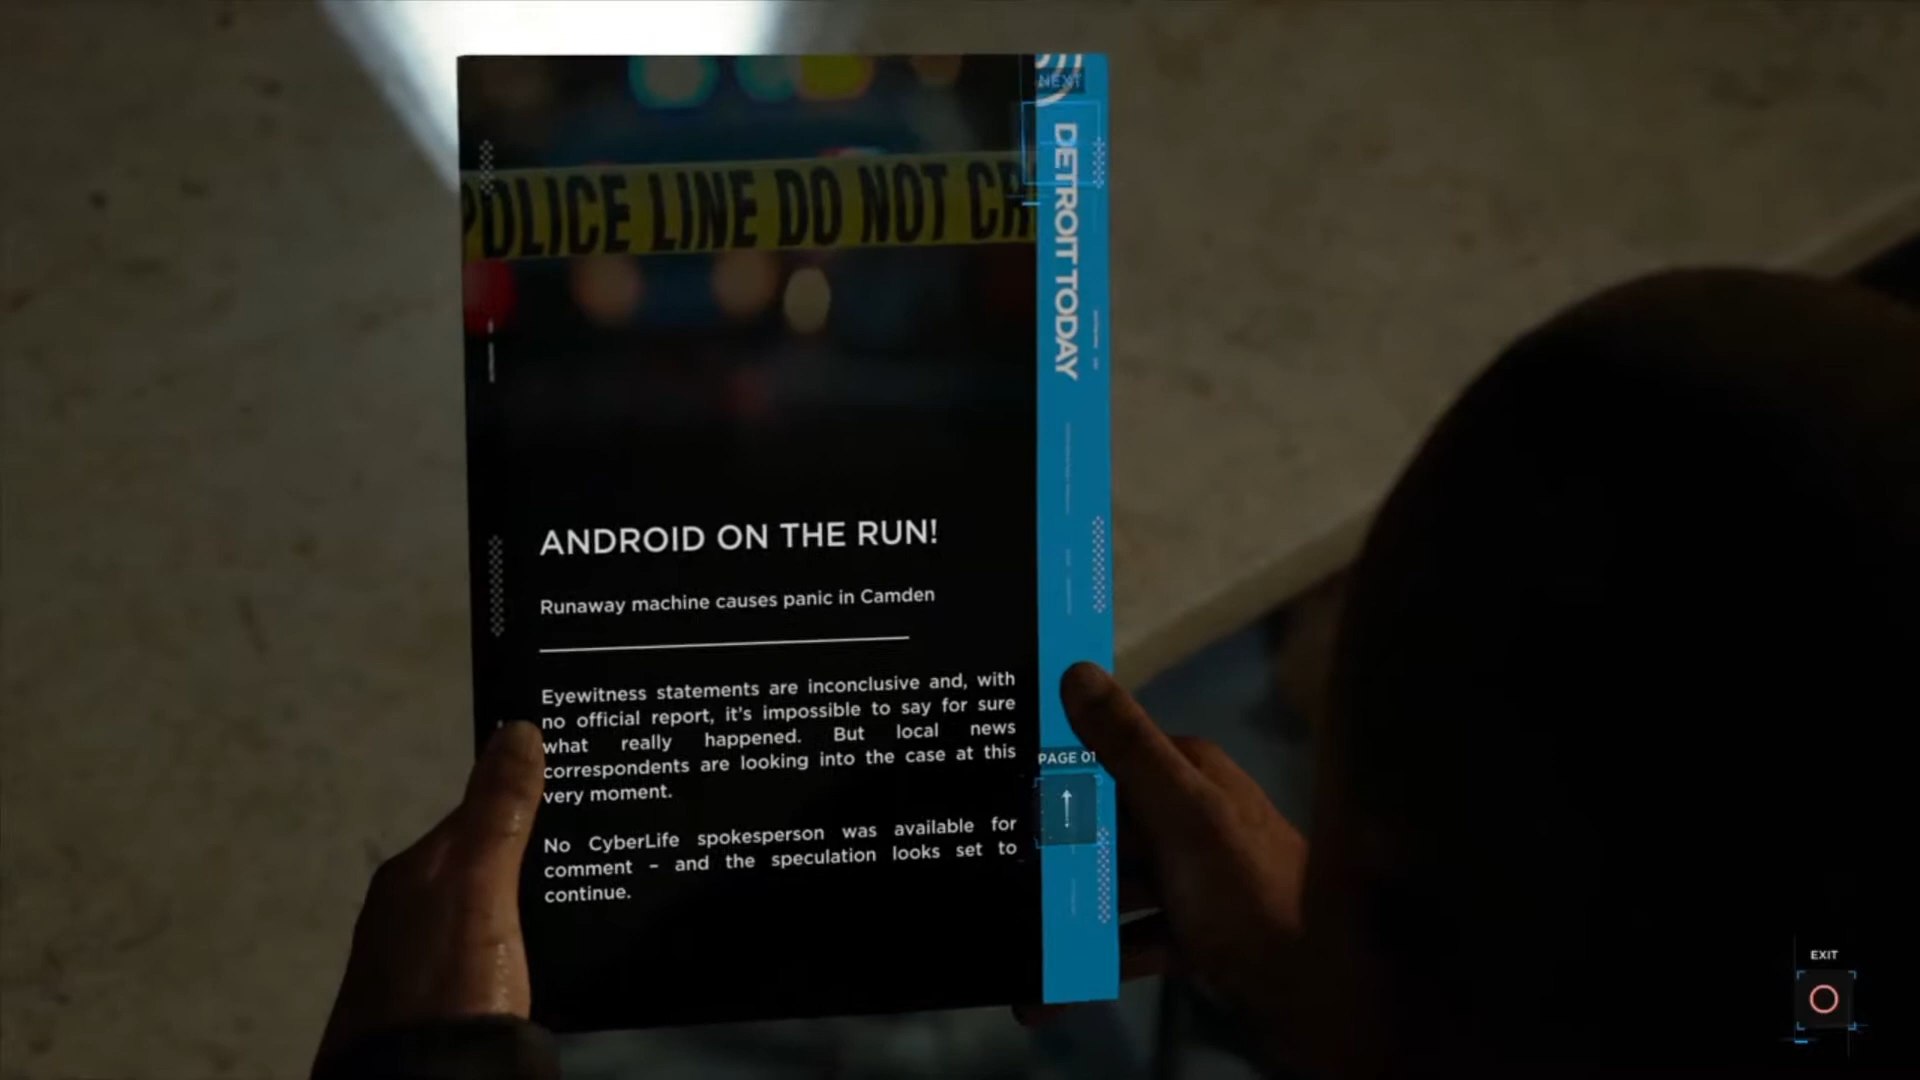 NEXT
DETROIT TODAY
POLICE LINE DO NOT CR
ANDROID ON THE RUN!
Runaway machine causes panic in Camden
Eyewitness statements are inconclusive and, with
no official report, it's impossible to say for sure
what really happened. But local news
correspondents are looking into the case at this
very moment.
No CyberLife spokesperson was available for
comment – and the speculation looks set to
continue.
PAGE 01
EXIT